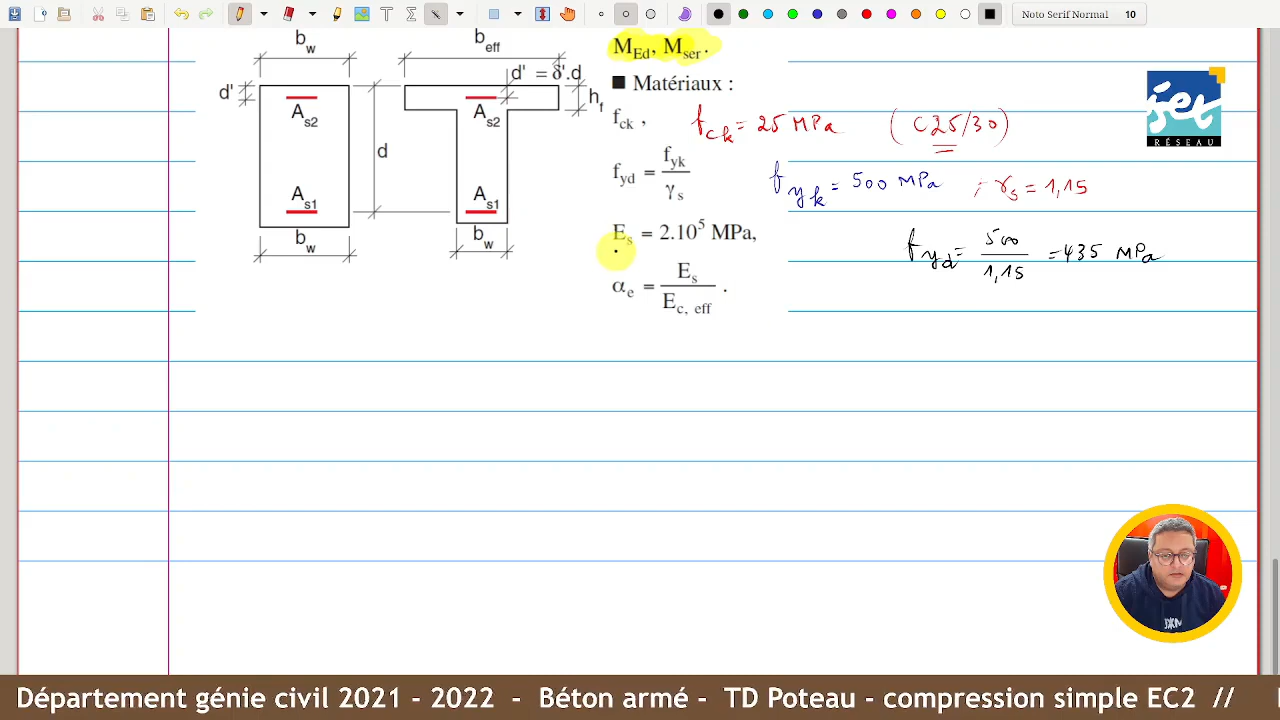 Noto Serif Normal 10
b_w
b_eff
d' = δ'.d
d'
A_s2
A_s2
h_f
d
A_s1
A_s1
b_w
b_w
M_Ed, M_ser.
■ Matériaux :
f_ck ,
f_ck = 25 MPa (C25/30)
f_yd = f_yk / γ_s
f_yk = 500 MPa ; γ_s = 1,15
E_s = 2.10^5 MPa,
f_yd = 500 / 1,15 = 435 MPa
α_e = E_s / E_c, eff .
iset
RÉSEAU
Département génie civil 2021 - 2022 - Béton armé - TD Poteau - compression simple EC2 //